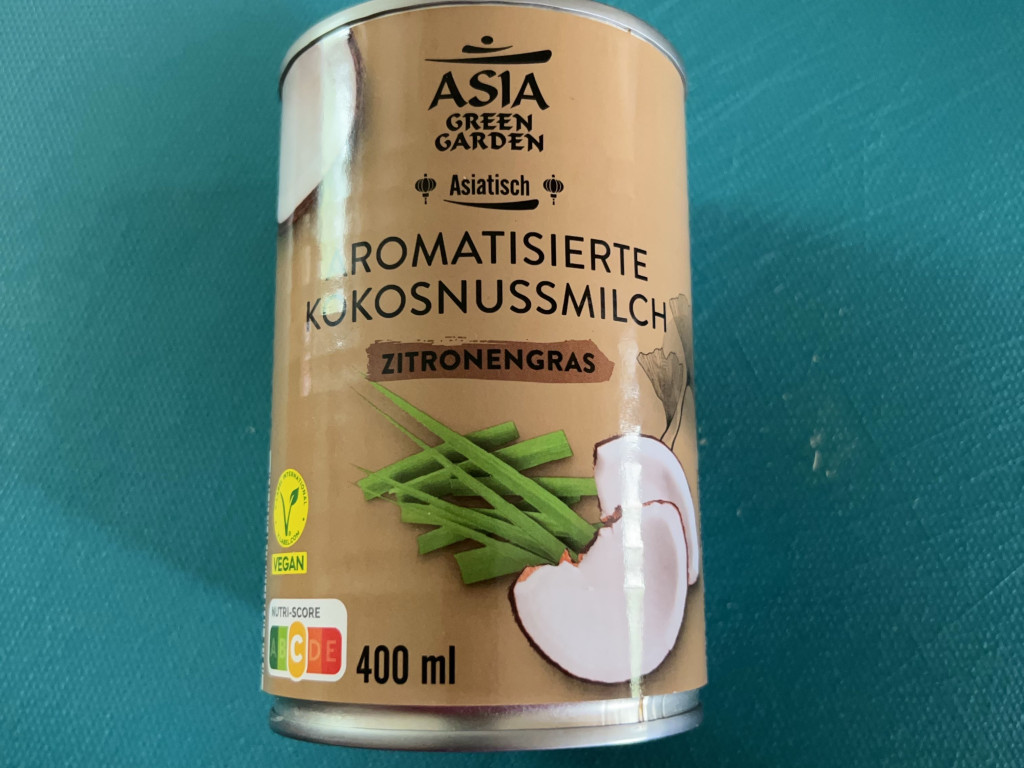 ASIA
GREEN
GARDEN
Asiatisch
AROMATISIERTE
KOKOSNUSSMILCH
ZITRONENGRAS
VEGAN
NUTRI-SCORE
A B C D E
400 ml